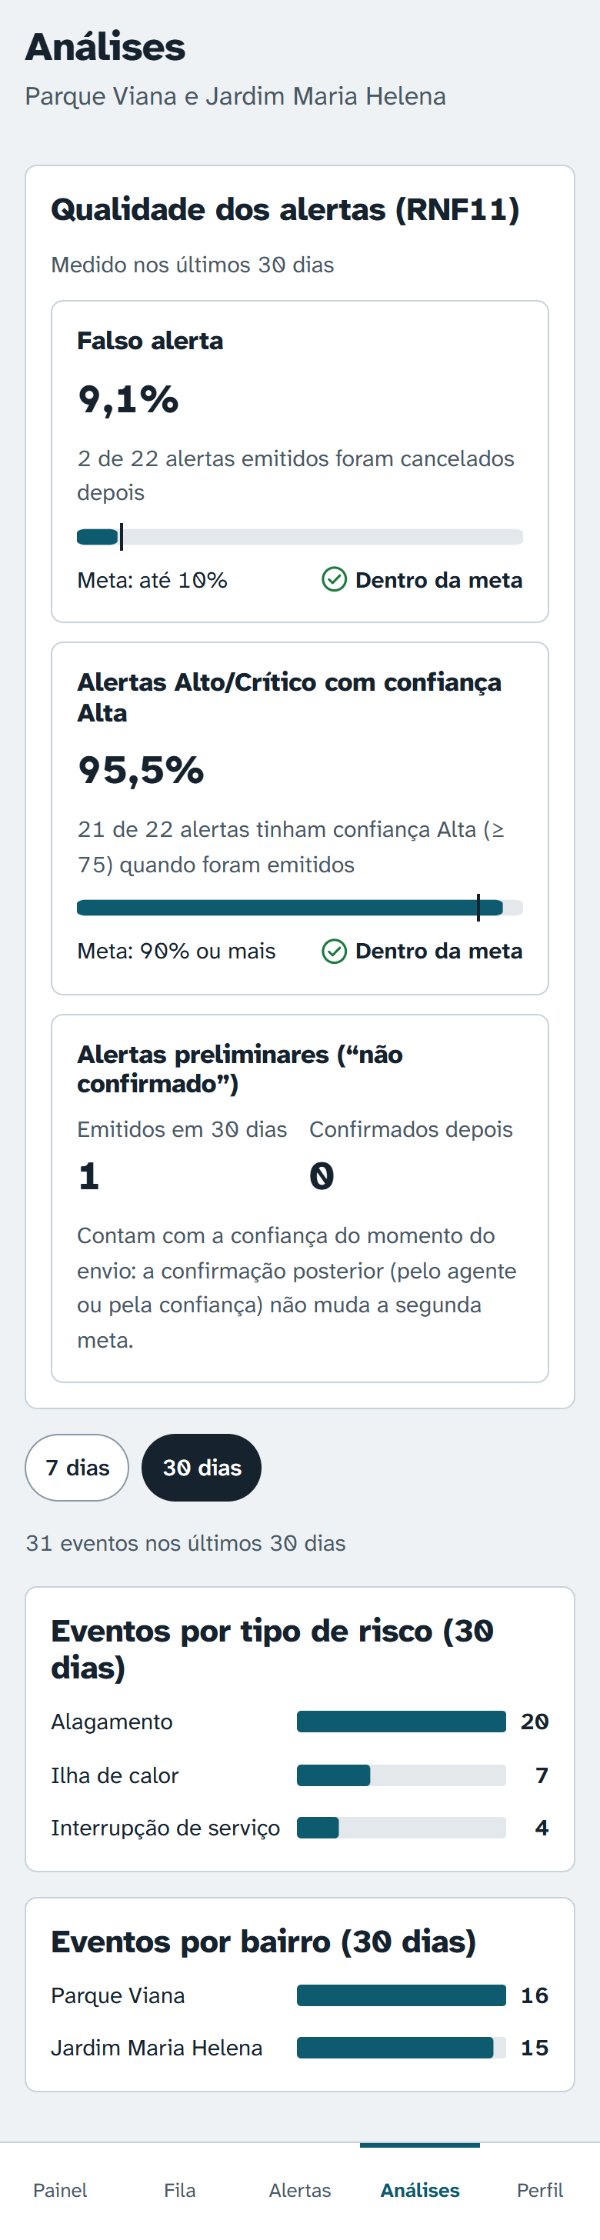 Análises
Parque Viana e Jardim Maria Helena
Qualidade dos alertas (RNF11)
Medido nos últimos 30 dias
Falso alerta
9,1%
2 de 22 alertas emitidos foram cancelados
depois
Meta: até 10%
Dentro da meta
Alertas Alto/Crítico com confiança
Alta
95,5%
21 de 22 alertas tinham confiança Alta (≥
75) quando foram emitidos
Meta: 90% ou mais
Dentro da meta
Alertas preliminares (“não
confirmado”)
Emitidos em 30 dias
Confirmados depois
1
0
Contam com a confiança do momento do
envio: a confirmação posterior (pelo agente
ou pela confiança) não muda a segunda
meta.
7 dias
30 dias
31 eventos nos últimos 30 dias
Eventos por tipo de risco (30
dias)
Alagamento 20
Ilha de calor 7
Interrupção de serviço 4
Eventos por bairro (30 dias)
Parque Viana 16
Jardim Maria Helena 15
Painel
Fila
Alertas
Análises
Perfil